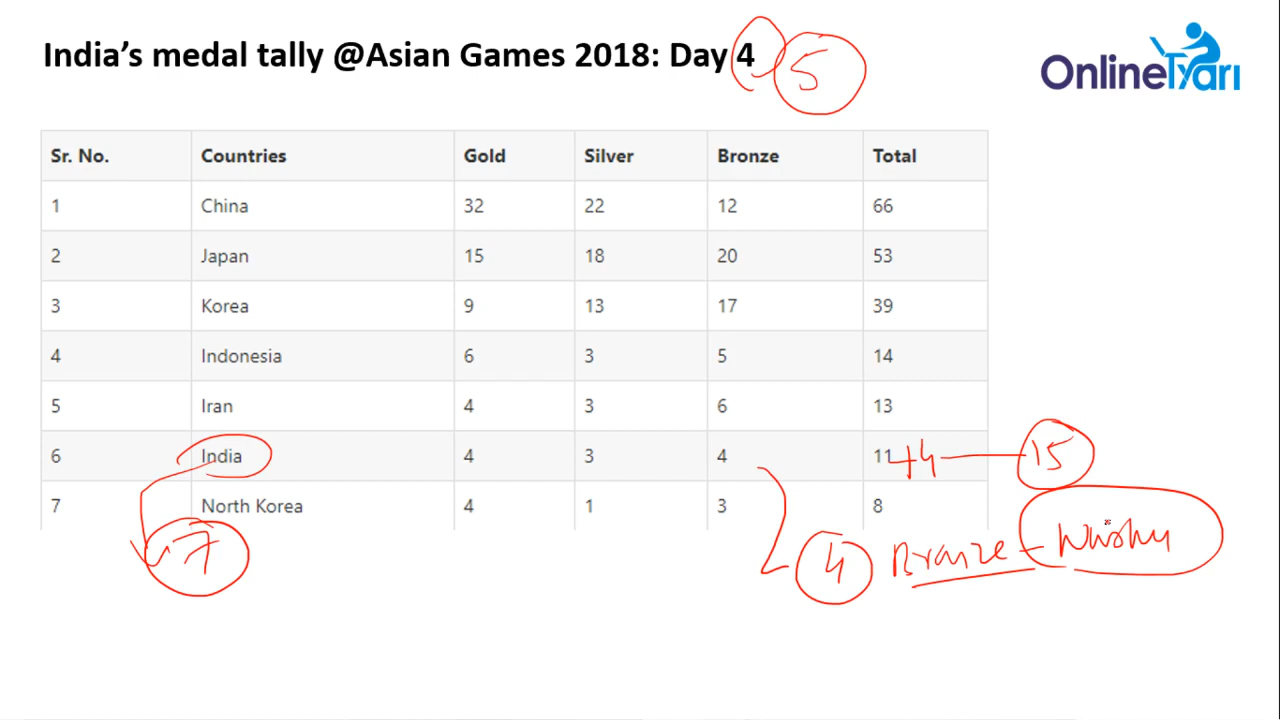 India's medal tally @Asian Games 2018: Day 4 5
OnlineTyari
Sr. No. Countries Gold Silver Bronze Total
1 China 32 22 12 66
2 Japan 15 18 20 53
3 Korea 9 13 17 39
4 Indonesia 6 3 5 14
5 Iran 4 3 6 13
6 India 4 3 4 11 +4 15
7 North Korea 4 1 3 8
7 4 Bronze - Wushu